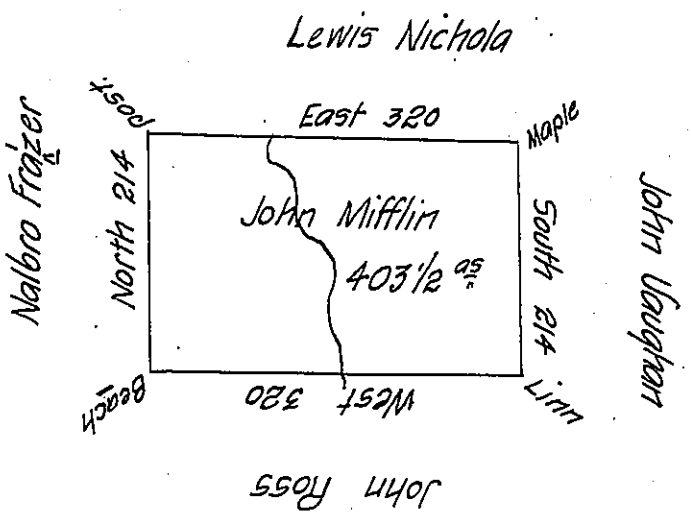 Lewis Nichola
post.
East 320
Maple
Nalbro Frazer
North 214
John Mifflin
403 1/2 as
South 214
John Vaughan
Beach
West 320
Linn
John Ross